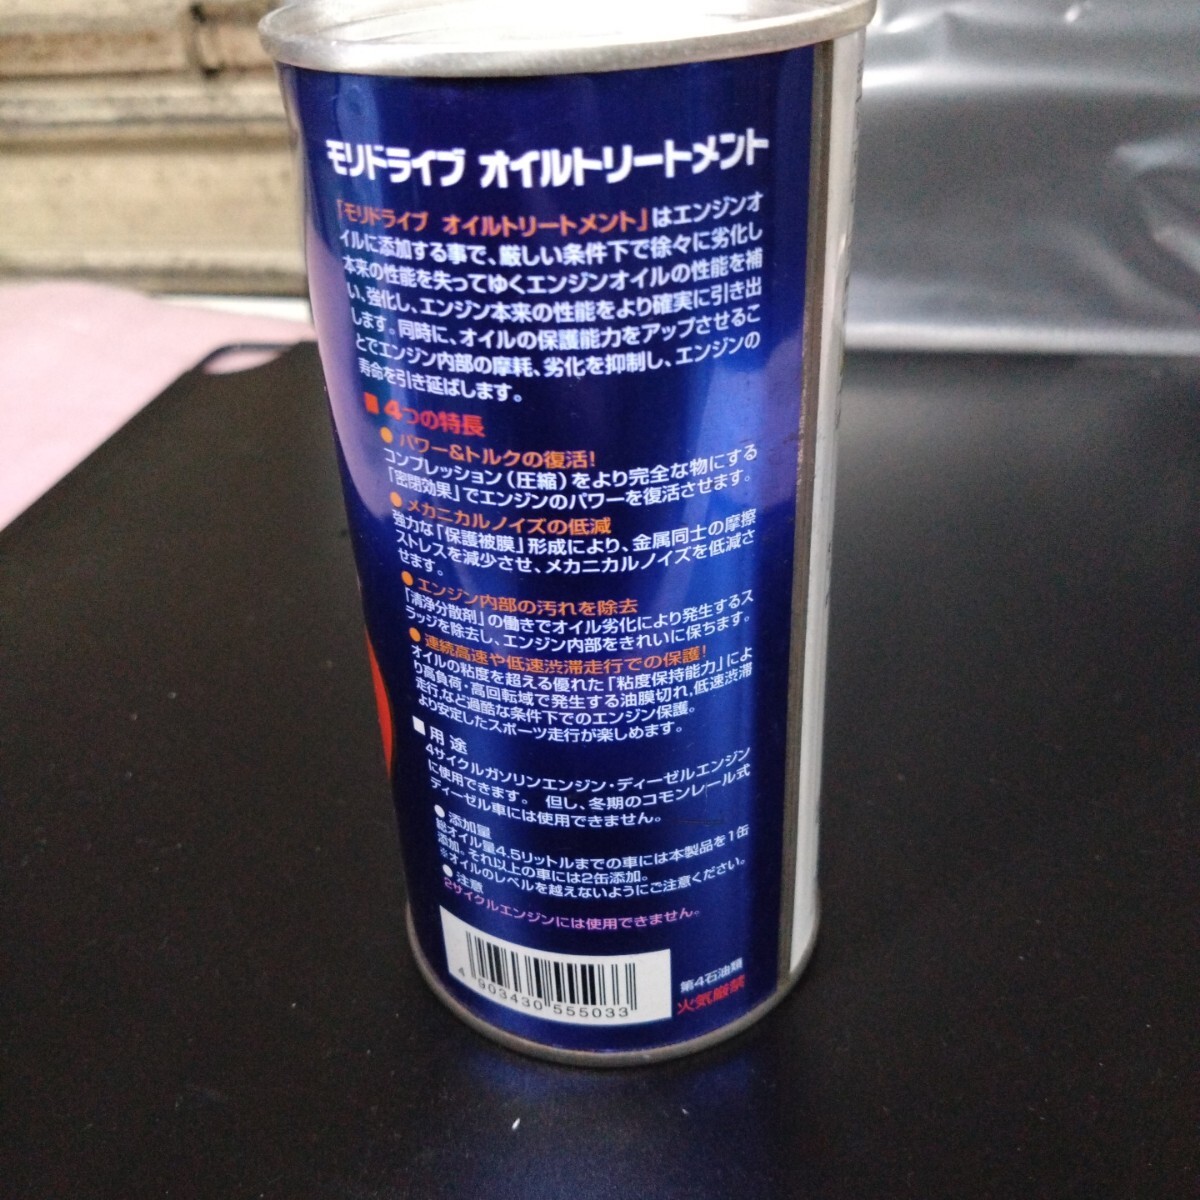 モリドライブ オイルトリートメント
「モリドライブ オイルトリートメント」はエンジンオ
イルに添加する事で、厳しい条件下で徐々に劣化し
本来の性能を失ってゆくエンジンオイルの性能を補
い、強化し、エンジン本来の性能をより確実に引き出
します。同時に、オイルの保護能力をアップさせるこ
とでエンジン内部の摩耗、劣化を抑制し、エンジンの
寿命を引き延ばします。
■ 4つの特長
● パワー&トルクの復活!
コンプレッション(圧縮)をより完全な物にする
「密閉効果」でエンジンのパワーを復活させます。
● メカニカルノイズの低減
強力な「保護被膜」形成により、金属同士の摩擦
ストレスを減少させ、メカニカルノイズを低減さ
せます。
● エンジン内部の汚れを除去
「清浄分散剤」の働きでオイル劣化により発生するス
ラッジを除去し、エンジン内部をきれいに保ちます。
● 連続高速や低速渋滞走行での保護!
オイルの粘度を超える優れた「粘度保持能力」によ
り高負荷・高回転域で発生する油膜切れ,低速渋滞
走行,など過酷な条件下でのエンジン保護。
より安定したスポーツ走行が楽しめます。
■ 用 途
4サイクルガソリンエンジン・ディーゼルエンジン
に使用できます。 但し、冬期のコモンレール式
ディーゼル車には使用できません。
● 添加量
総オイル量4.5リットルまでの車には本製品を1缶
添加。それ以上の車には2缶添加。
※オイルのレベルを越えないようにご注意ください。
● 注意
2サイクルエンジンには使用できません。
4 903430 555033
第4石油類
火気厳禁